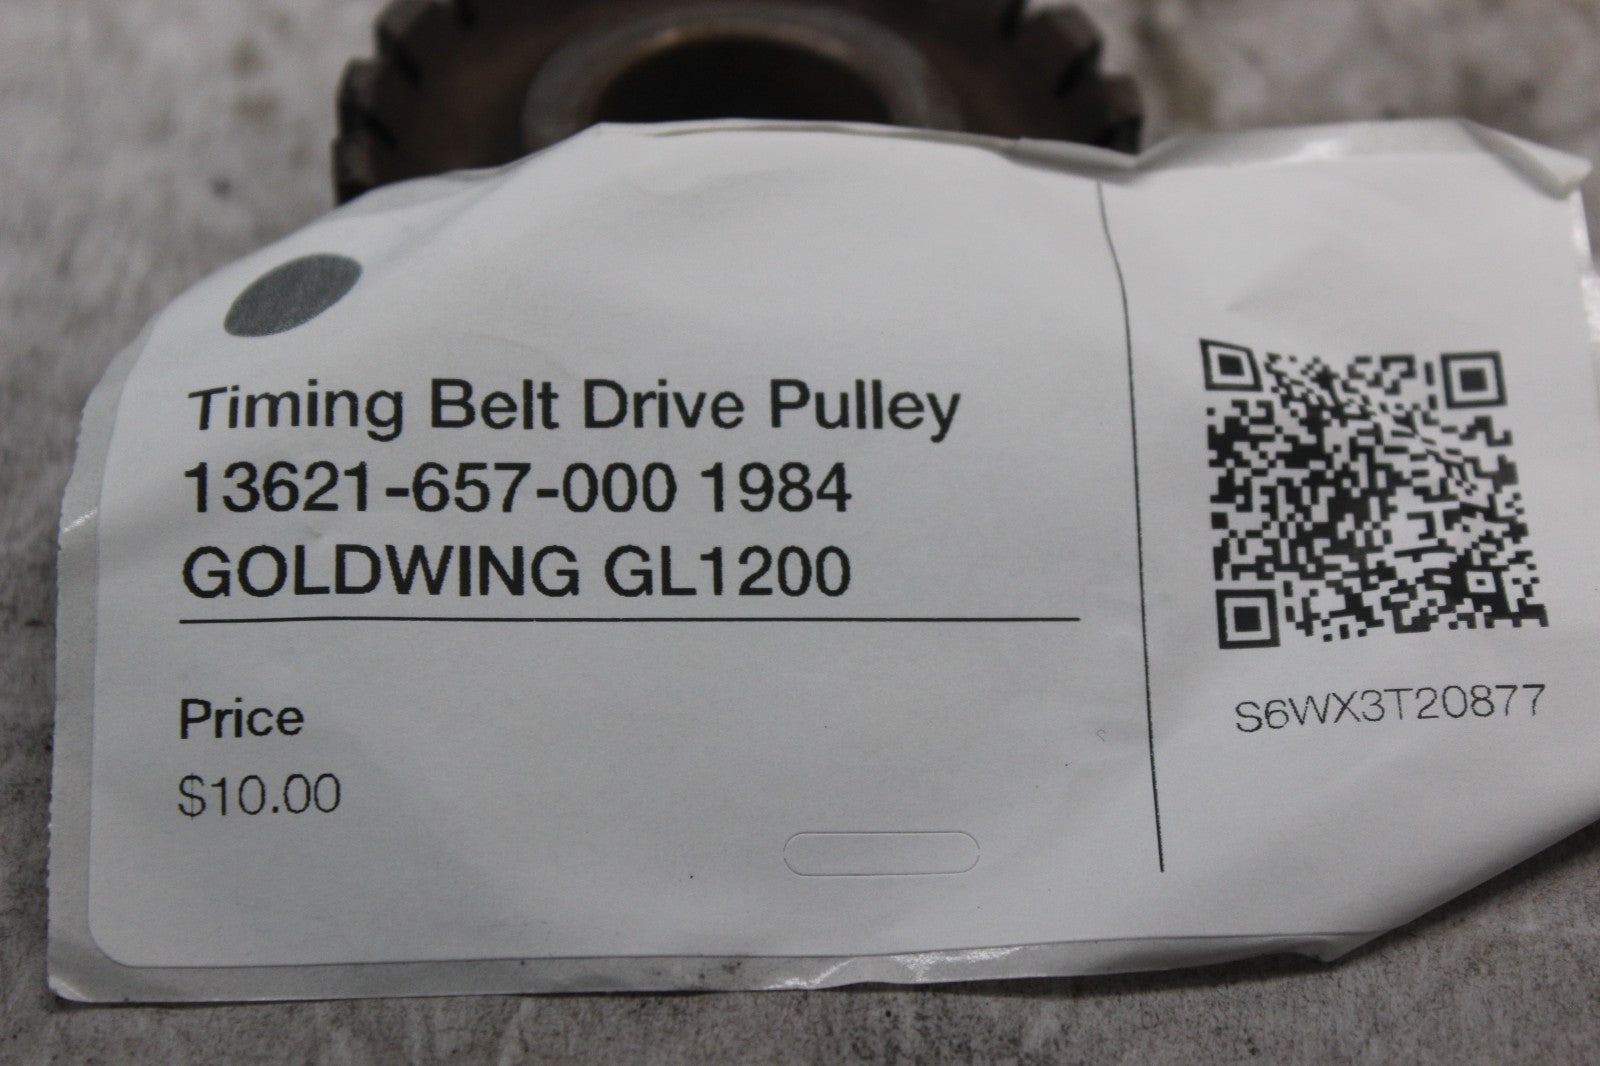 Timing Belt Drive Pulley
13621-657-000 1984
GOLDWING GL1200
Price
$10.00
S6WX3T20877